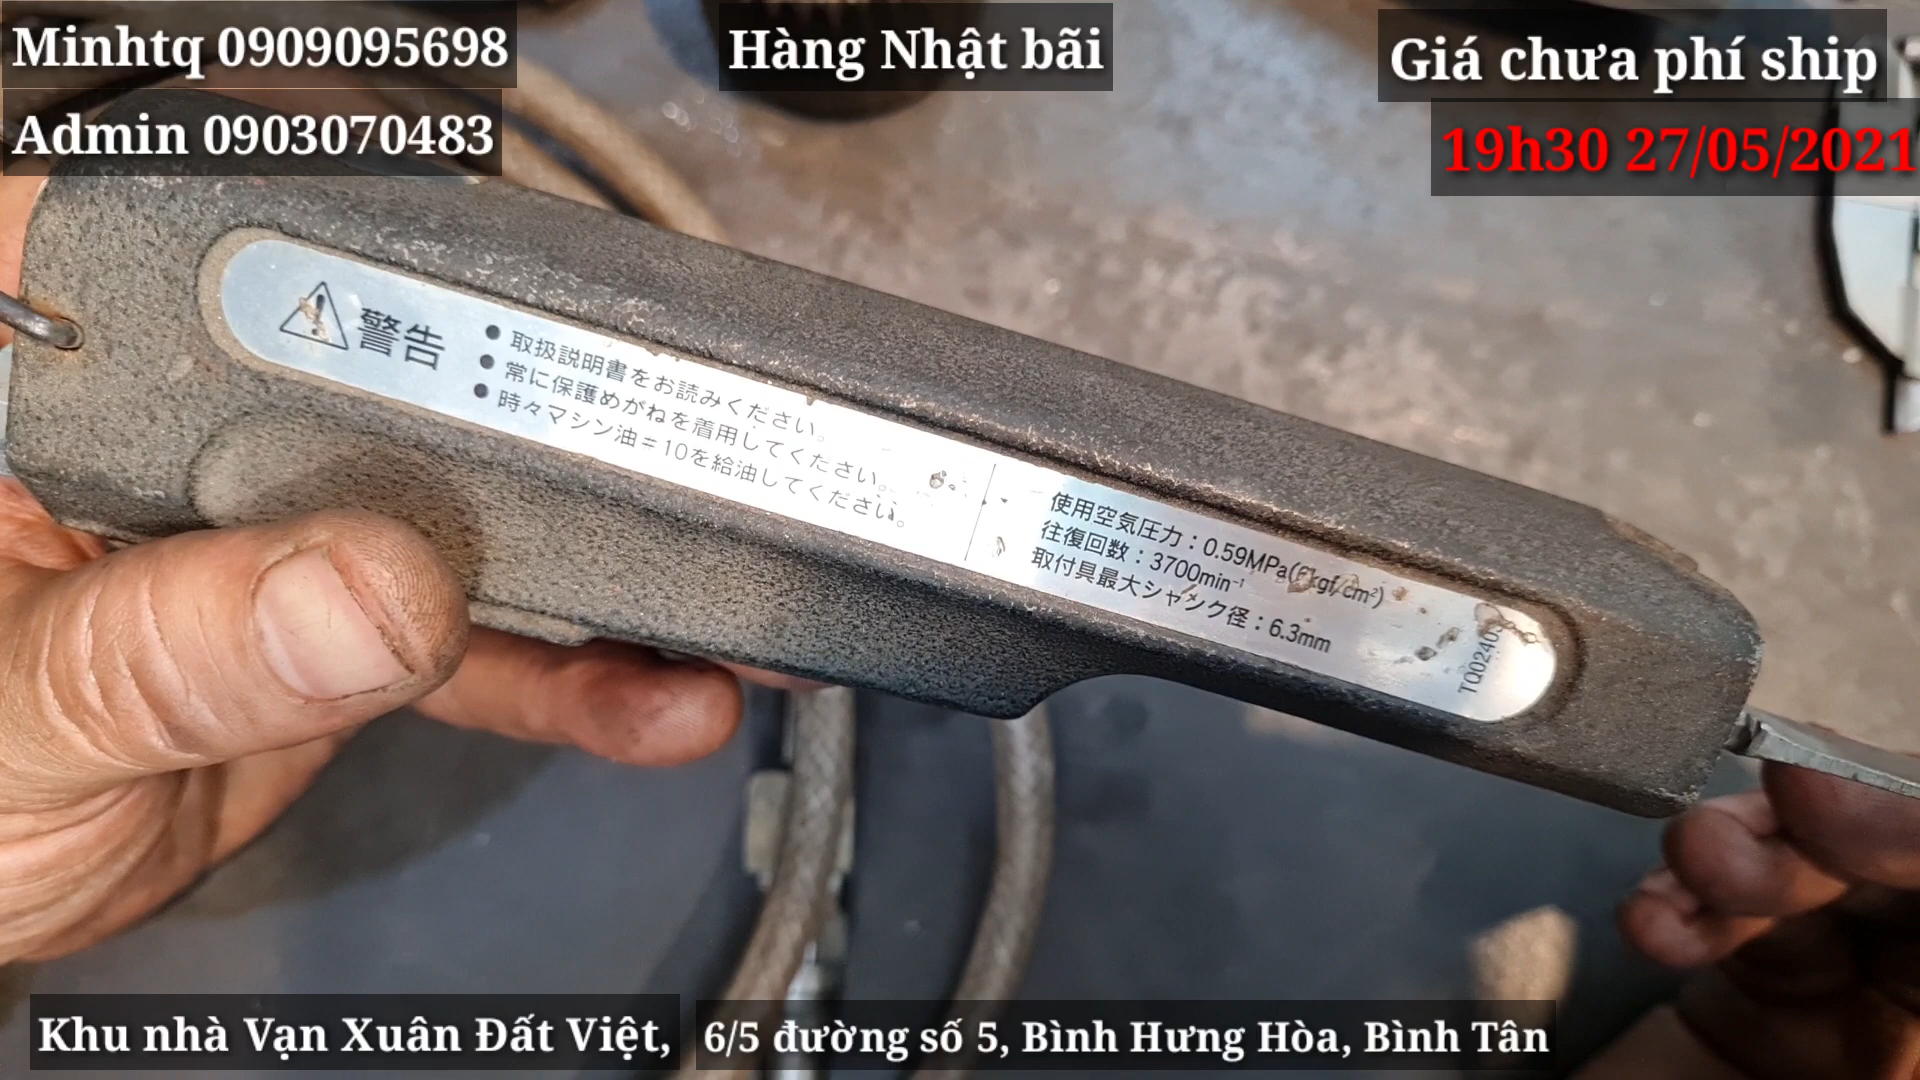 Minhtq 0909095698
Hàng Nhật bãi
Giá chưa phí ship
Admin 0903070483
19h30 27/05/2021
警告
● 取扱説明書をお読みください。
● 常に保護めがねを着用してください。
● 時々マシン油#10を給油してください。
使用空気圧力：0.59MPa( kgf/cm²)
往復回数：3700min⁻¹
取付具最大シャンク径：6.3mm
Khu nhà Vạn Xuân Đất Việt,
6/5 đường số 5, Bình Hưng Hòa, Bình Tân